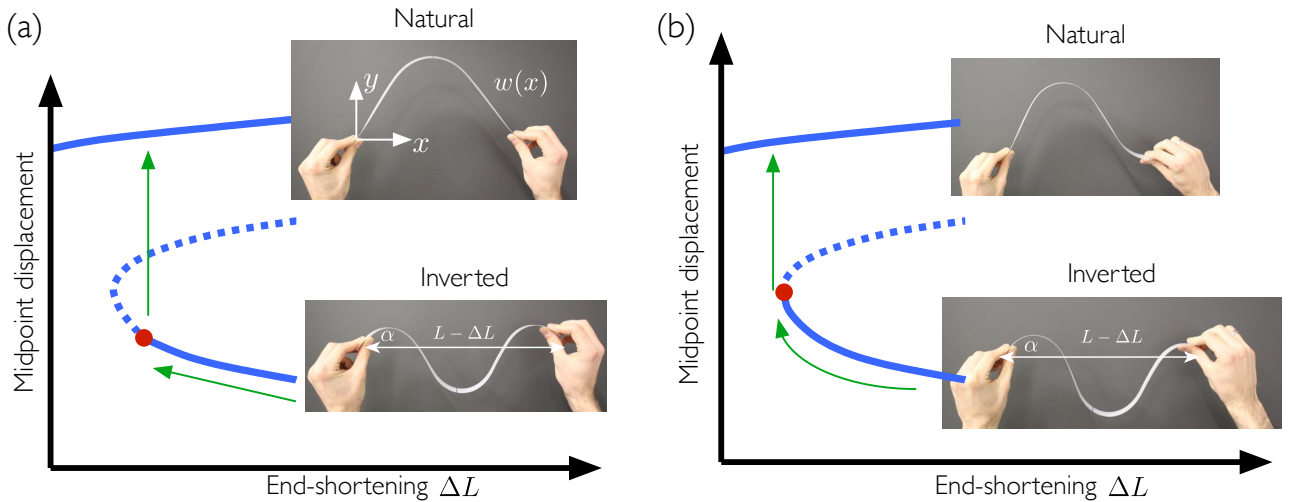 (a)
Natural
y
w(x)
x
Midpoint displacement
Inverted
α
L − ΔL
End-shortening ΔL
(b)
Natural
Midpoint displacement
Inverted
α
L − ΔL
End-shortening ΔL